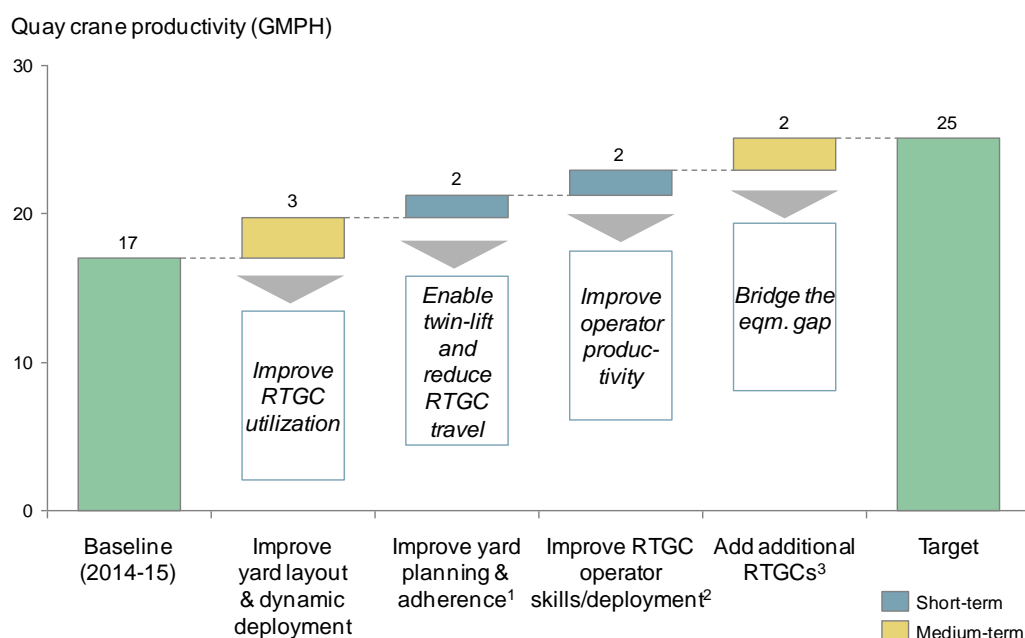 Quay crane productivity (GMPH)
30
20
10
0
17
3
2
2
2
25
Improve
RTGC
utilization
Enable
twin-lift
and
reduce
RTGC
travel
Improve
operator
produc-
tivity
Bridge the
eqm. gap
Baseline
(2014-15)
Improve
yard layout
& dynamic
deployment
Improve yard
planning &
adherence1
Improve RTGC
operator
skills/deployment2
Add additional
RTGCs3
Target
Short-term
Medium-term